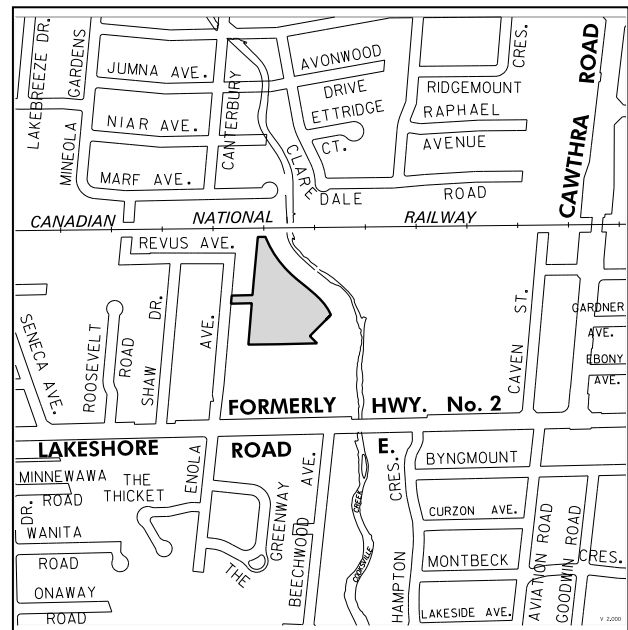 LAKEBREEZE DR.
MINEOLA GARDENS
JUMNA AVE.
NIAR AVE.
MARF AVE.
CANTERBURY
AVONWOOD
DRIVE
ETTRIDGE
CT.
CLARE
DALE ROAD
CRES.
RIDGEMOUNT
RAPHAEL
AVENUE
CAWTHRA ROAD
CANADIAN NATIONAL RAILWAY
REVUS AVE.
SENECA AVE.
ROOSEVELT
ROAD
SHAW DR.
AVE.
CAVEN ST.
GARDNER
AVE.
EBONY
AVE.
FORMERLY HWY. No. 2
LAKESHORE ROAD E.
MINNEWAWA
ROAD
DR.
WANITA
ROAD
ONAWAY
ROAD
THE
THICKET
ENOLA
THE GREENWAY
BEECHWOOD AVE.
CREEK
COOKSVILLE
HAMPTON CRES.
BYNGMOUNT
CURZON AVE.
MONTBECK
CRES.
LAKESIDE AVE.
AVIATION ROAD
GOODWIN ROAD
V 2.000